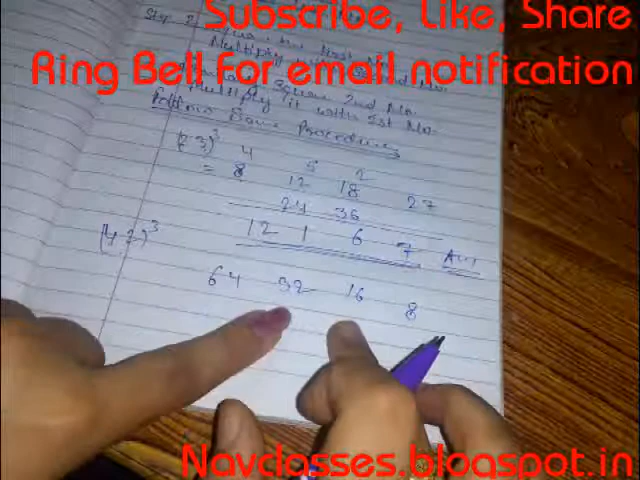 Subscribe, Like, Share
Ring Bell for email notification
Step 2
Multiply
Square 2nd No.
Multiply it with 1st No.
Follow Same Procedure
(23)³ 4 5 2
= 8 12 18 27
24 36
12 1 6 7 Ans
(42)³
64 32 16 8
Navclasses.blogspot.in